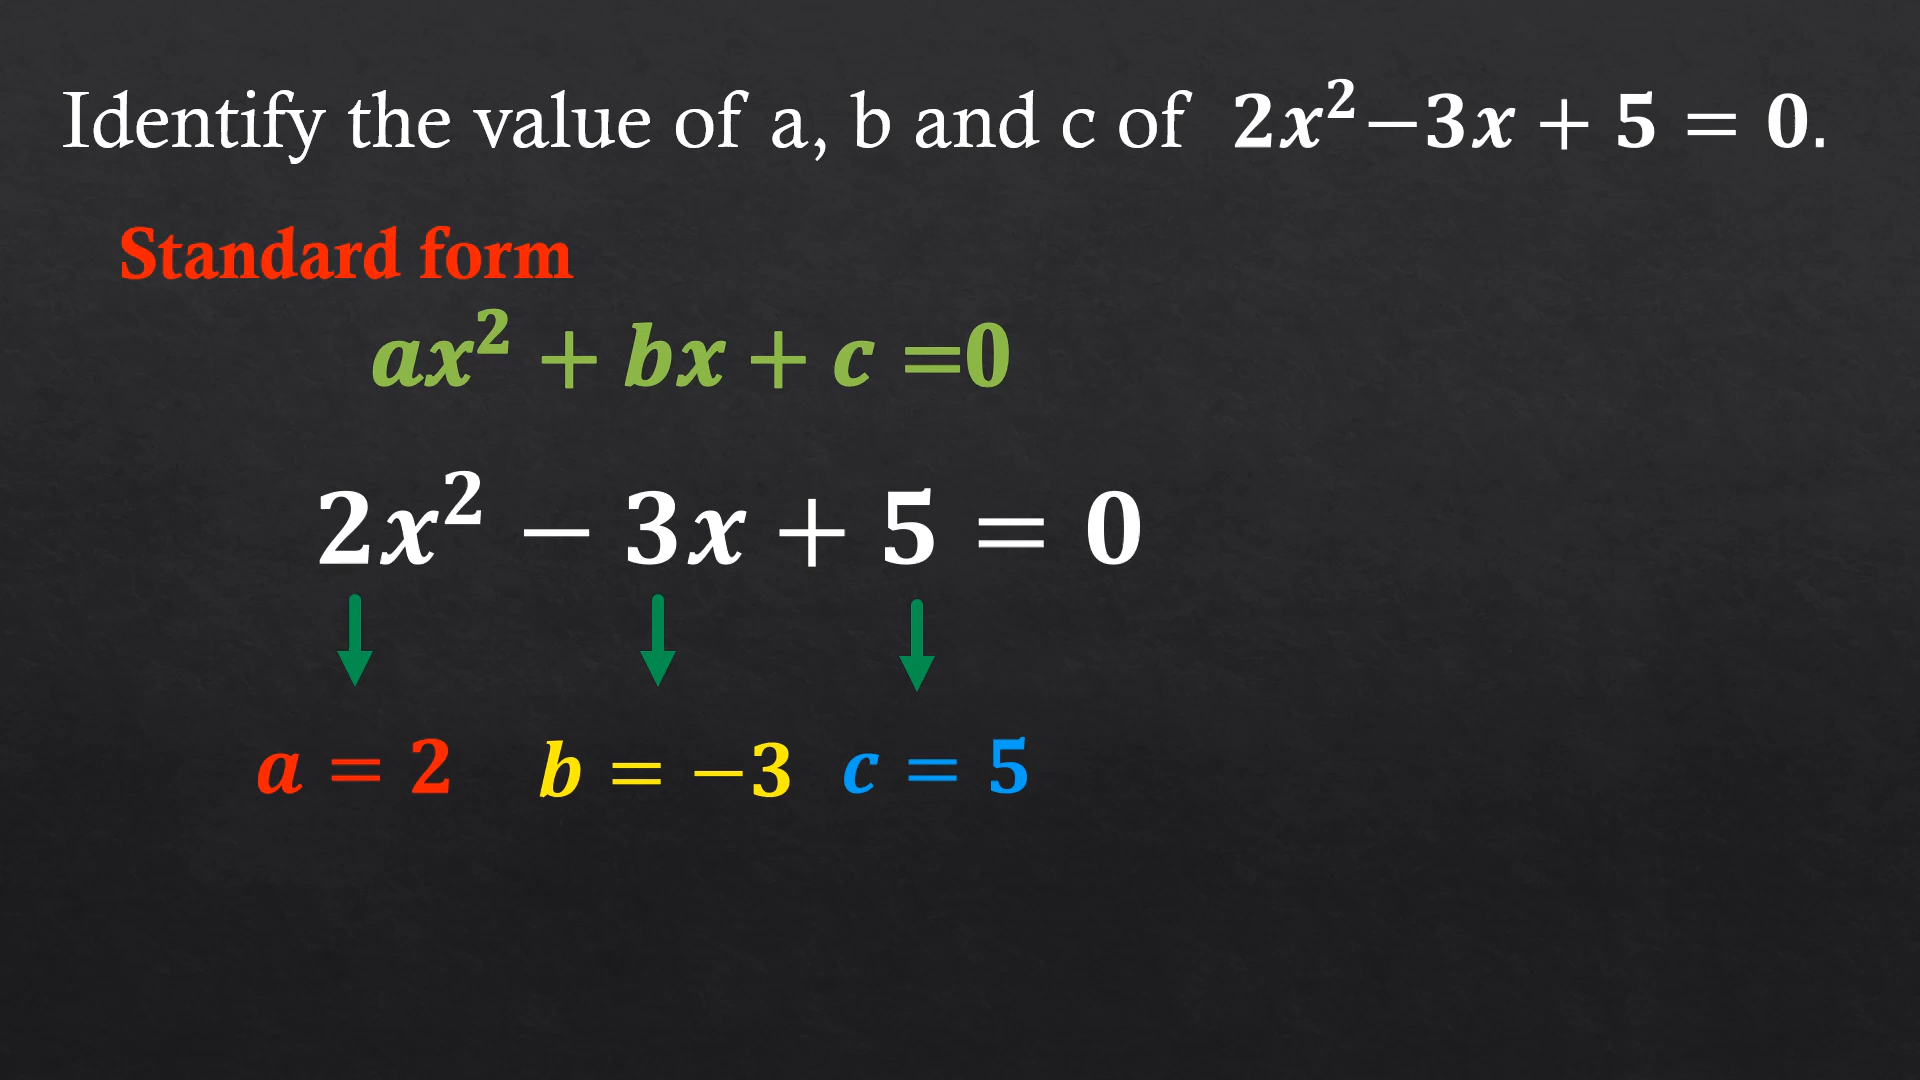 Identify the value of a, b and c of 2x²−3x + 5 = 0.
Standard form
ax² + bx + c =0
2x² − 3x + 5 = 0
a = 2 b = −3 c = 5